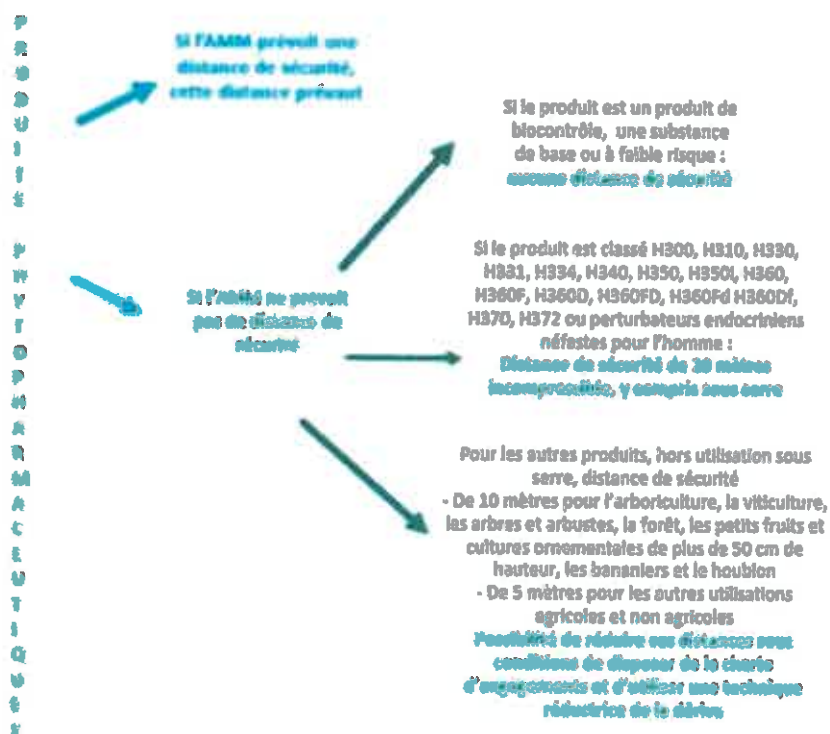 PRODUITS PHYTOPHARMACEUTIQUES
Si l'AMM prévoit une
distance de sécurité,
cette distance prévaut
Si l'AMM ne prévoit
pas de distance de
sécurité
Si le produit est un produit de
biocontrôle, une substance
de base ou à faible risque :
aucune distance de sécurité
Si le produit est classé H300, H310, H330,
H331, H334, H340, H350, H350i, H360,
H360F, H360D, H360FD, H360Fd H360Df,
H370, H372 ou perturbateurs endocriniens
néfastes pour l'homme :
Distance de sécurité de 20 mètres
incompressible, y compris sous serre
Pour les autres produits, hors utilisation sous
serre, distance de sécurité
- De 10 mètres pour l'arboriculture, la viticulture,
les arbres et arbustes, la forêt, les petits fruits et
cultures ornementales de plus de 50 cm de
hauteur, les bananiers et le houblon
- De 5 mètres pour les autres utilisations
agricoles et non agricoles
Possibilité de réduire ces distances sous
conditions de disposer de la charte
d'engagements et d'utiliser une technique
réductrice de la dérive